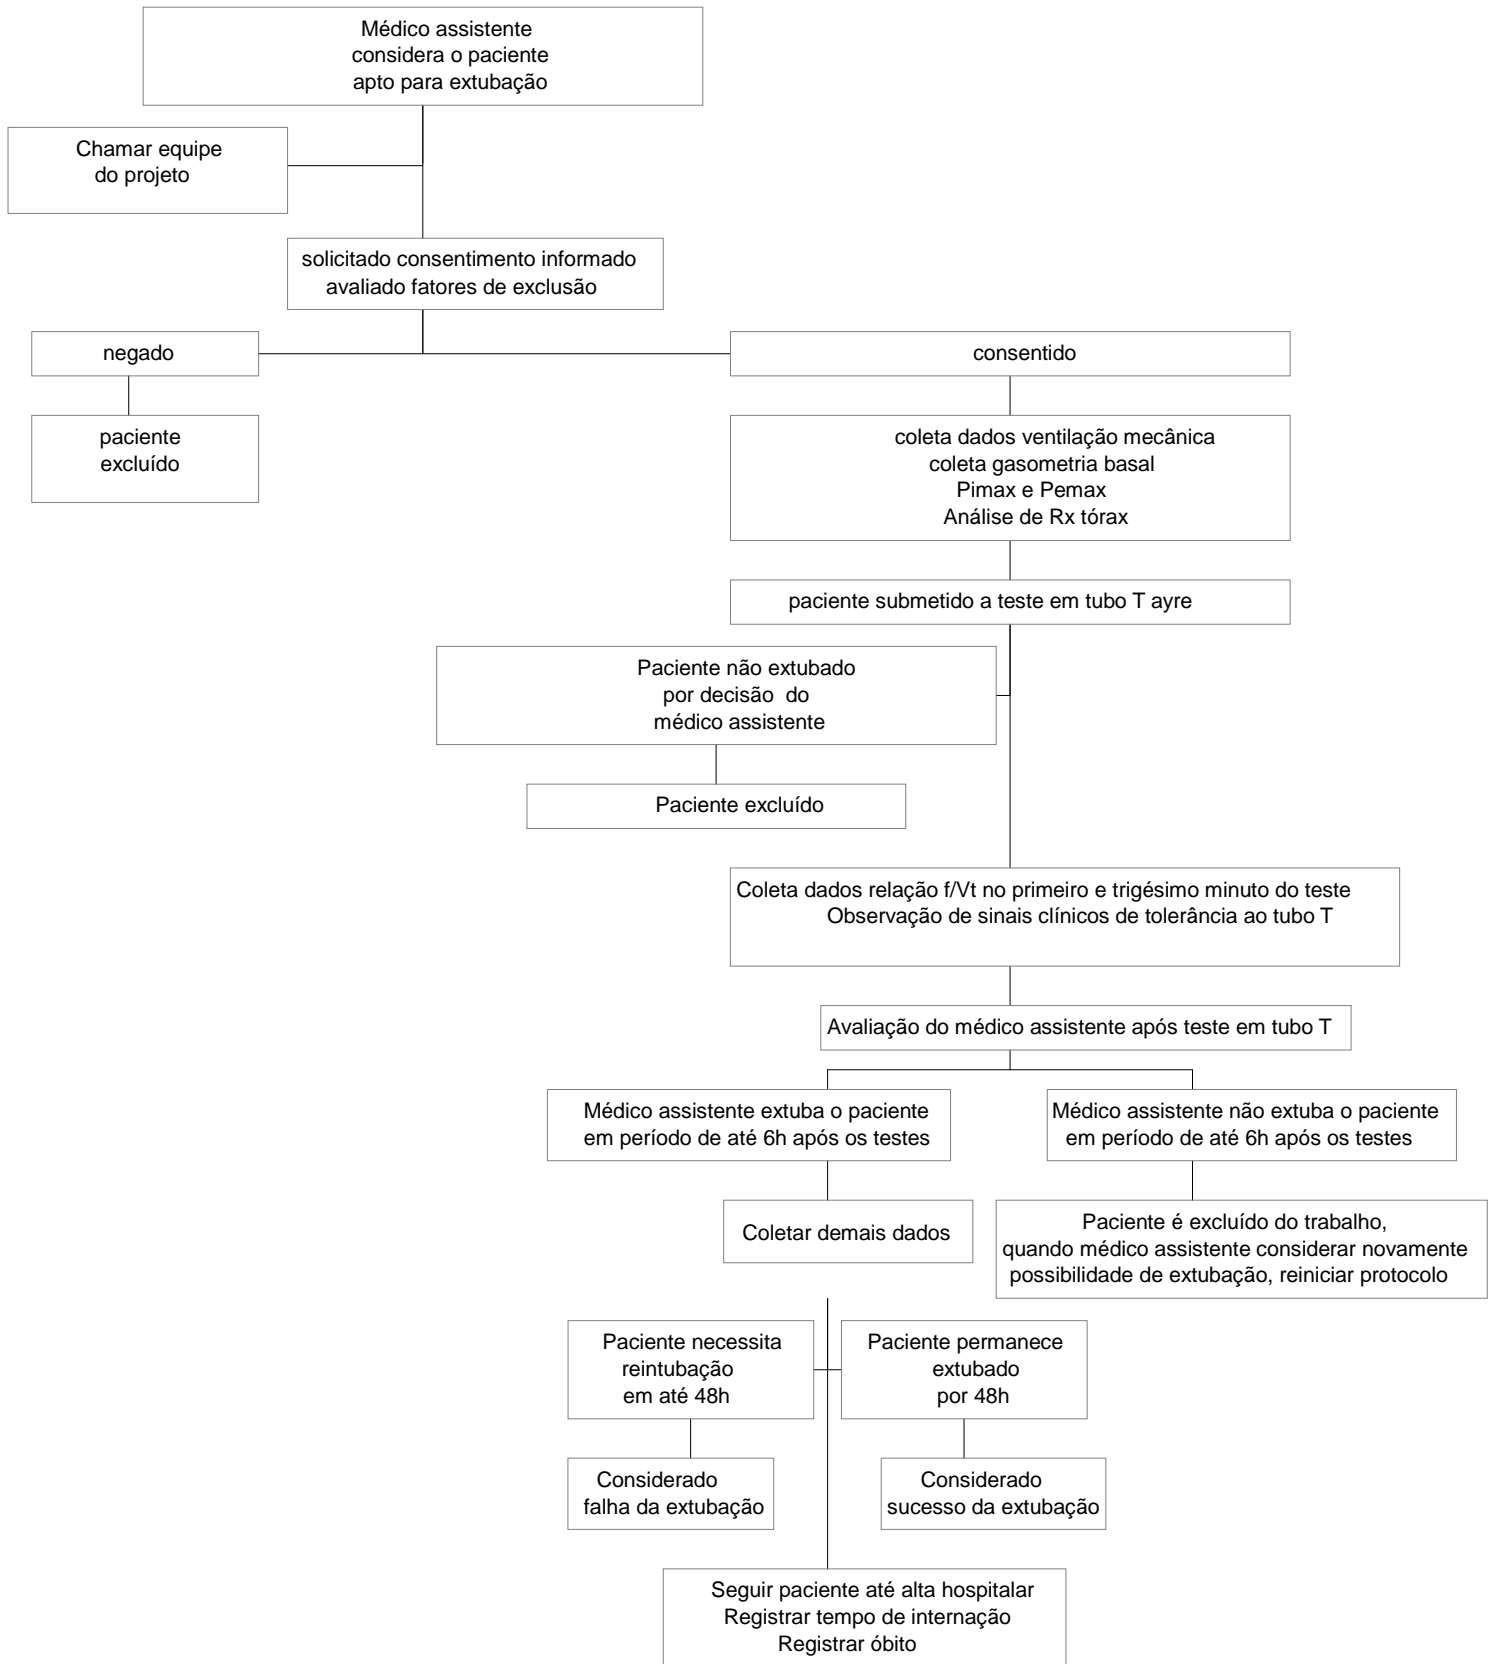 Médico assistente
considera o paciente
apto para extubação
Chamar equipe
do projeto
solicitado consentimento informado
avaliado fatores de exclusão
negado
consentido
paciente
excluído
coleta dados ventilação mecânica
coleta gasometria basal
Pimax e Pemax
Análise de Rx tórax
paciente submetido a teste em tubo T ayre
Paciente não extubado
por decisão do
médico assistente
Paciente excluído
Coleta dados relação f/Vt no primeiro e trigésimo minuto do teste
Observação de sinais clínicos de tolerância ao tubo T
Avaliação do médico assistente após teste em tubo T
Médico assistente extuba o paciente
em período de até 6h após os testes
Médico assistente não extuba o paciente
em período de até 6h após os testes
Coletar demais dados
Paciente é excluído do trabalho,
quando médico assistente considerar novamente
possibilidade de extubação, reiniciar protocolo
Paciente necessita
reintubação
em até 48h
Paciente permanece
extubado
por 48h
Considerado
falha da extubação
Considerado
sucesso da extubação
Seguir paciente até alta hospitalar
Registrar tempo de internação
Registrar óbito